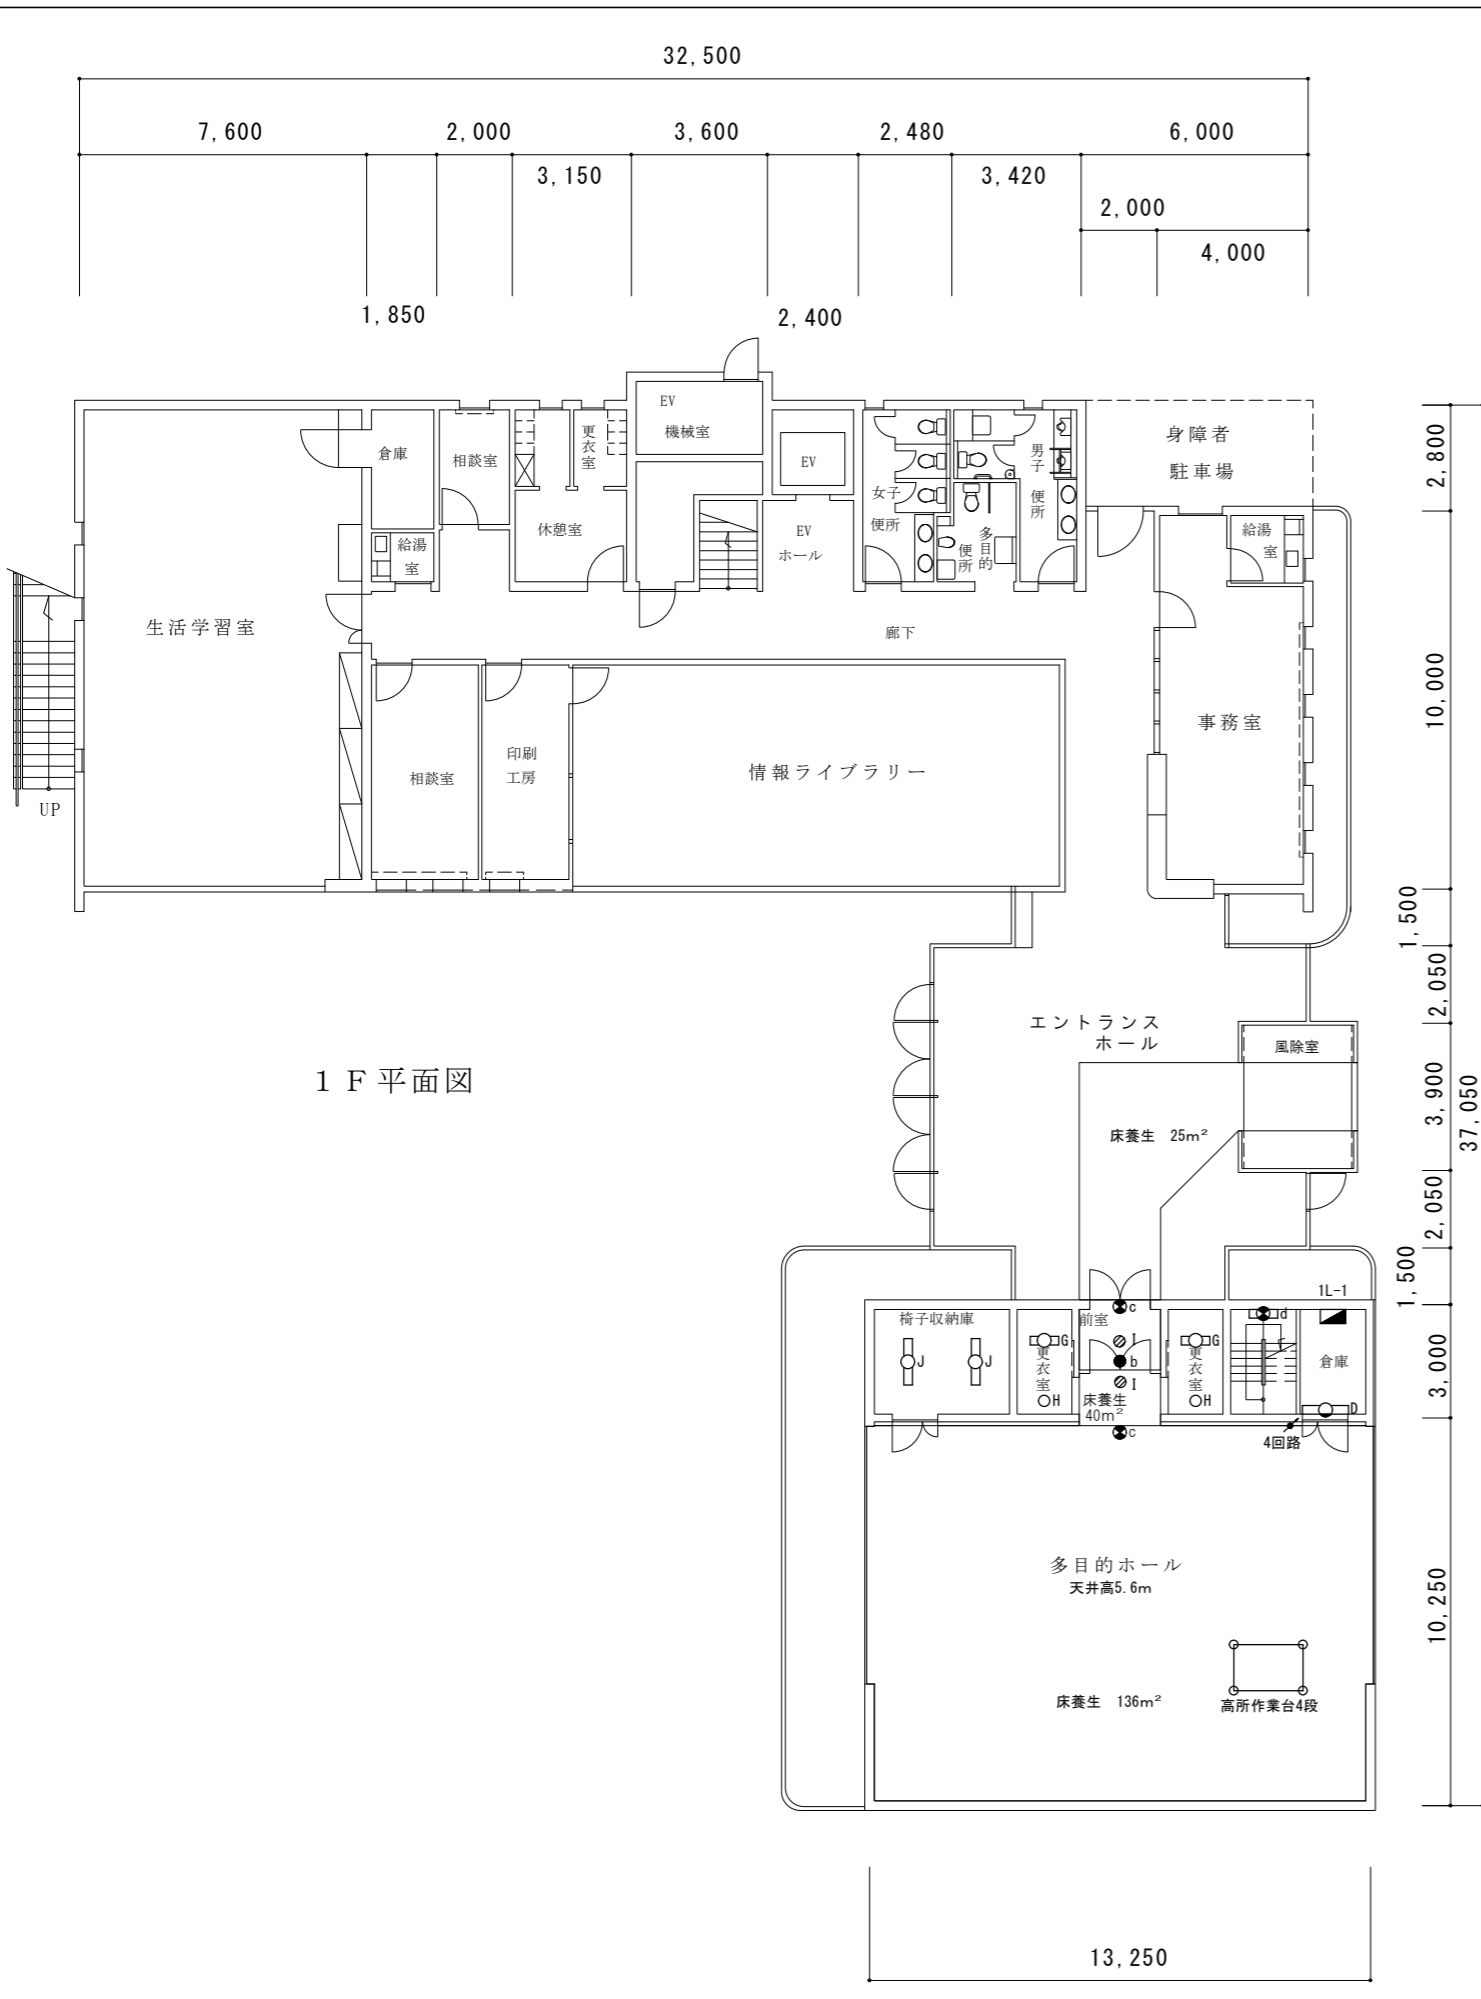 32,500
7,600
2,000
3,600
2,480
6,000
3,150
3,420
2,000
4,000
1,850
2,400
EV
機械室
身障者
駐車場
2,800
倉庫
相談室
更衣室
EV
女子
便所
男子
便所
多目的
便所
給湯
室
休憩室
EV
ホール
給湯
室
生活学習室
廊下
10,000
事務室
相談室
印刷
工房
情報ライブラリー
UP
1,500
2,050
エントランス
ホール
風除室
1F平面図
3,900
37,050
床養生 25m²
2,050
1,500
1L-1
椅子収納庫
前室
c
d
G
I
G
J
J
更衣室
b
更衣室
倉庫
3,000
I
H
床養生
40m²
H
D
c
4回路
多目的ホール
天井高5.6m
10,250
床養生 136m²
高所作業台4段
13,250